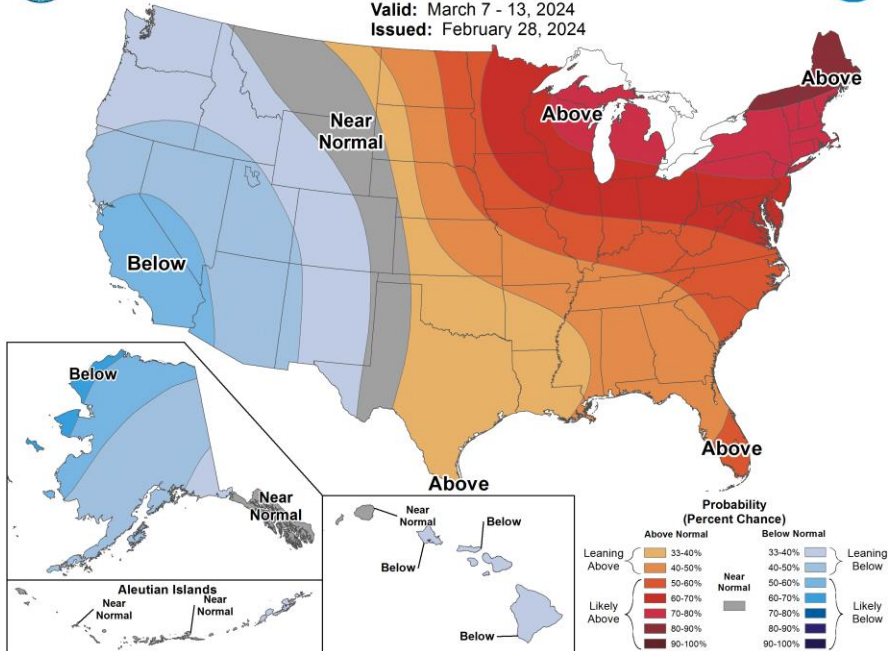 Valid: March 7 - 13, 2024
Issued: February 28, 2024
Above
Above
Near
Normal
Below
Above
Above
Below
Near
Normal
Near
Normal
Below
Below
Below
Aleutian Islands
Near
Normal
Near
Normal
Probability
(Percent Chance)
Above Normal
Below Normal
Leaning
Above
33-40%
40-50%
Likely
Above
50-60%
60-70%
70-80%
80-90%
90-100%
Near
Normal
33-40%
40-50%
Leaning
Below
50-60%
60-70%
70-80%
80-90%
90-100%
Likely
Below